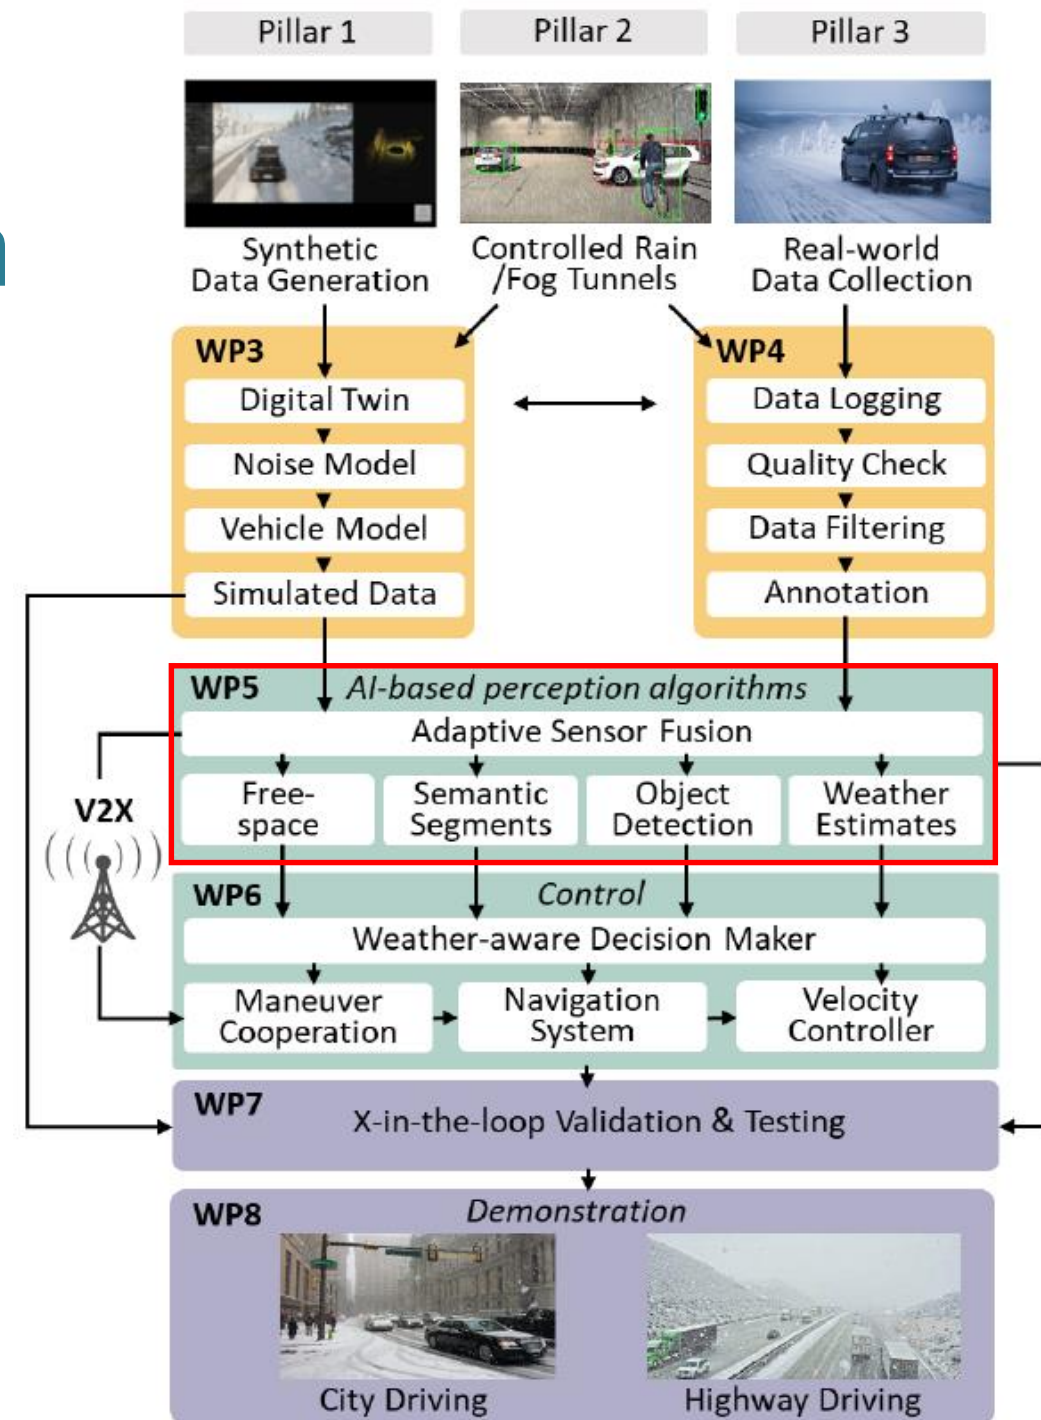 Pillar 1
Pillar 2
Pillar 3
Synthetic
Data Generation
Controlled Rain
/Fog Tunnels
Real-world
Data Collection
WP3
Digital Twin
Noise Model
Vehicle Model
Simulated Data
WP4
Data Logging
Quality Check
Data Filtering
Annotation
WP5
AI-based perception algorithms
Adaptive Sensor Fusion
Free-
space
Semantic
Segments
Object
Detection
Weather
Estimates
V2X
WP6
Control
Weather-aware Decision Maker
Maneuver
Cooperation
Navigation
System
Velocity
Controller
WP7
X-in-the-loop Validation & Testing
WP8
Demonstration
City Driving
Highway Driving